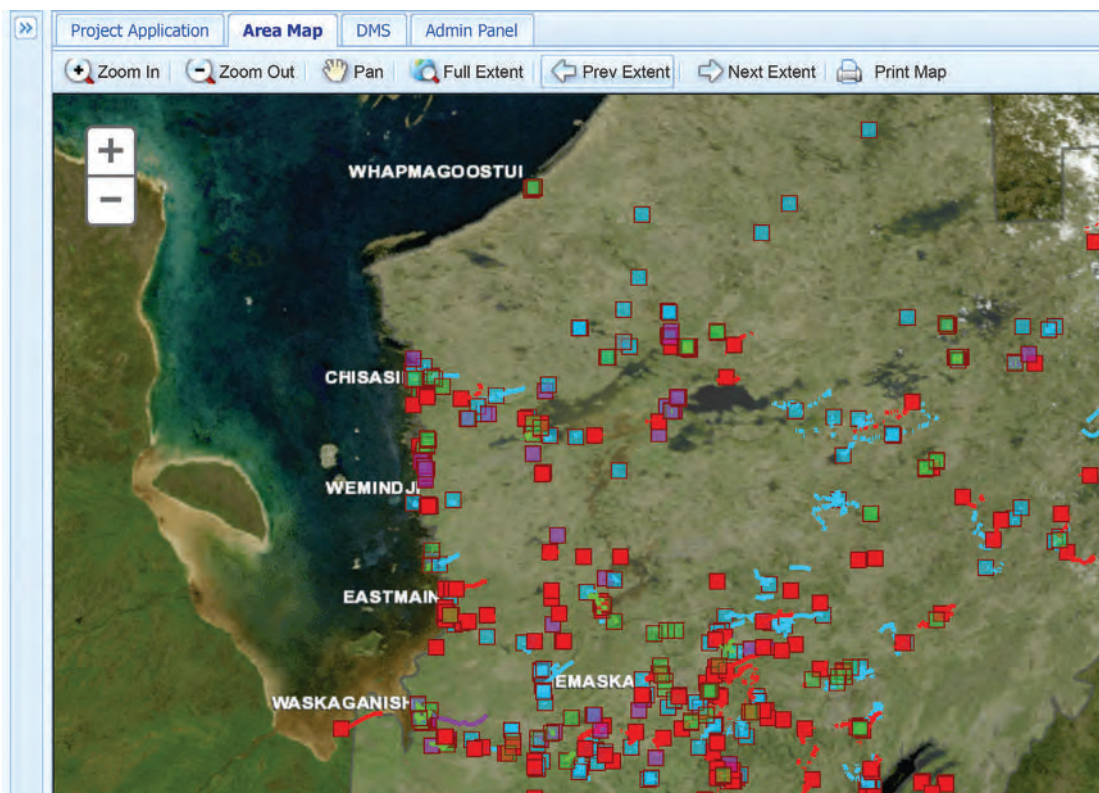 Project Application Area Map DMS Admin Panel
Zoom In Zoom Out Pan Full Extent Prev Extent Next Extent Print Map
+
−
WHAPMAGOOSTUI
CHISASI
WEMINDJI
EASTMAIN
EMASKA
WASKAGANISH